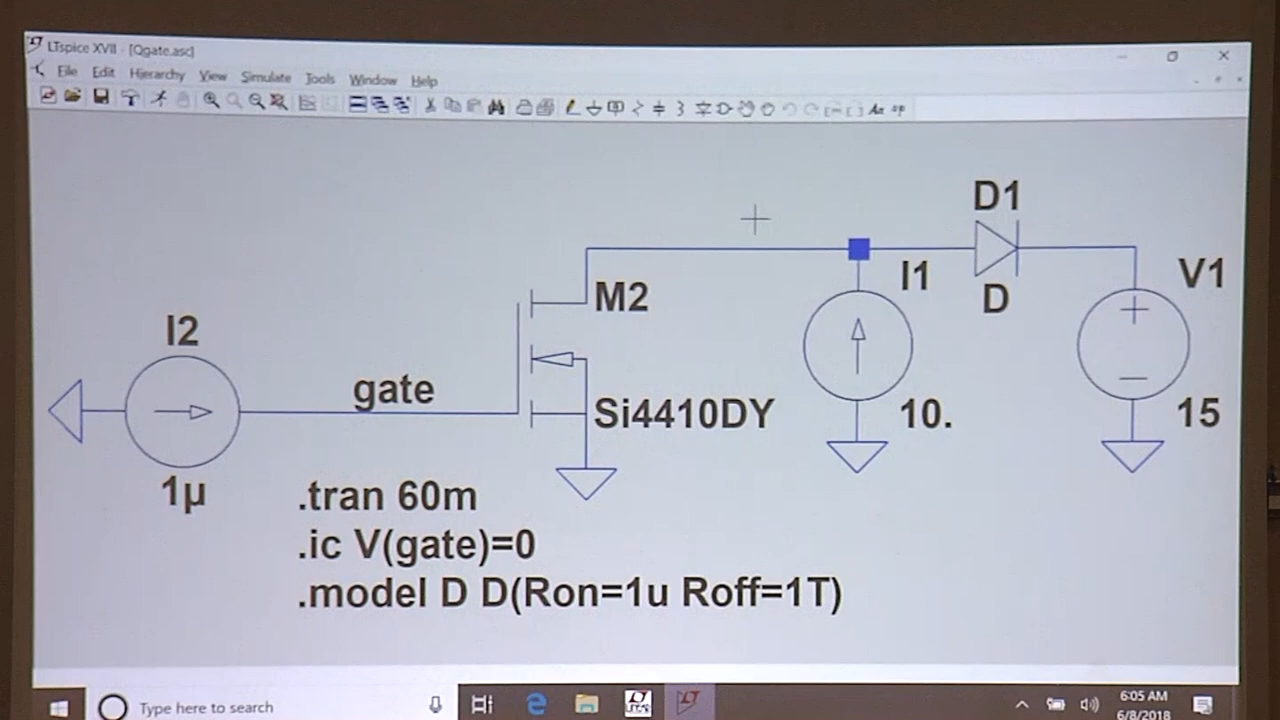 LTspice XVII - [Qgate.asc]
File Edit Hierarchy View Simulate Tools Window Help
D1
I1
V1
M2
D
I2
gate
Si4410DY
10.
15
1µ
.tran 60m
.ic V(gate)=0
.model D D(Ron=1u Roff=1T)
Type here to search
6:05 AM
6/8/2018